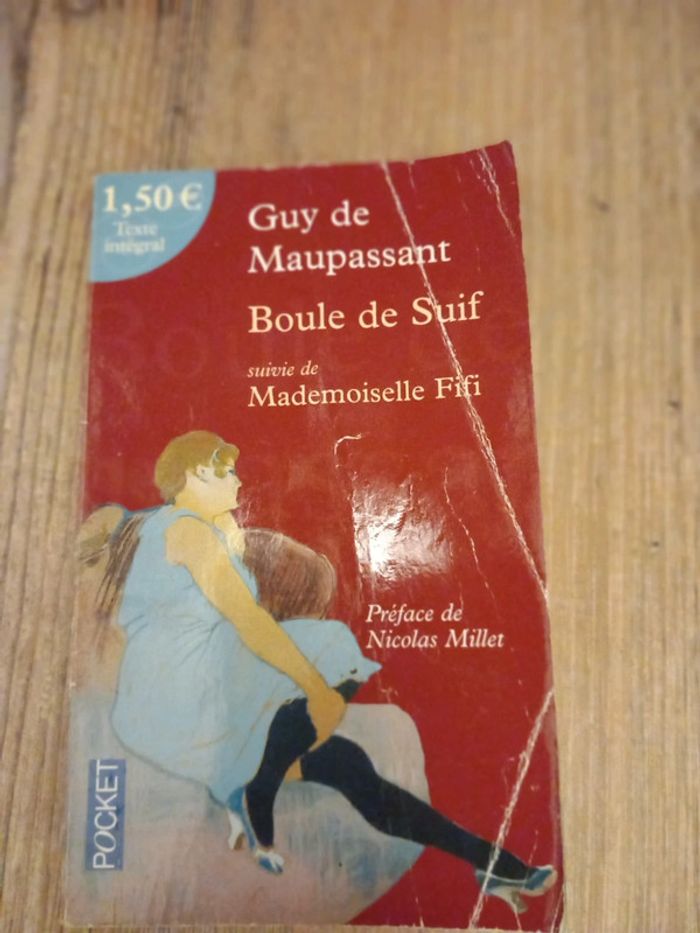 1,50 €
Texte
intégral
Guy de
Maupassant
Boule de Suif
suivie de
Mademoiselle Fifi
Préface de
Nicolas Millet
POCKET